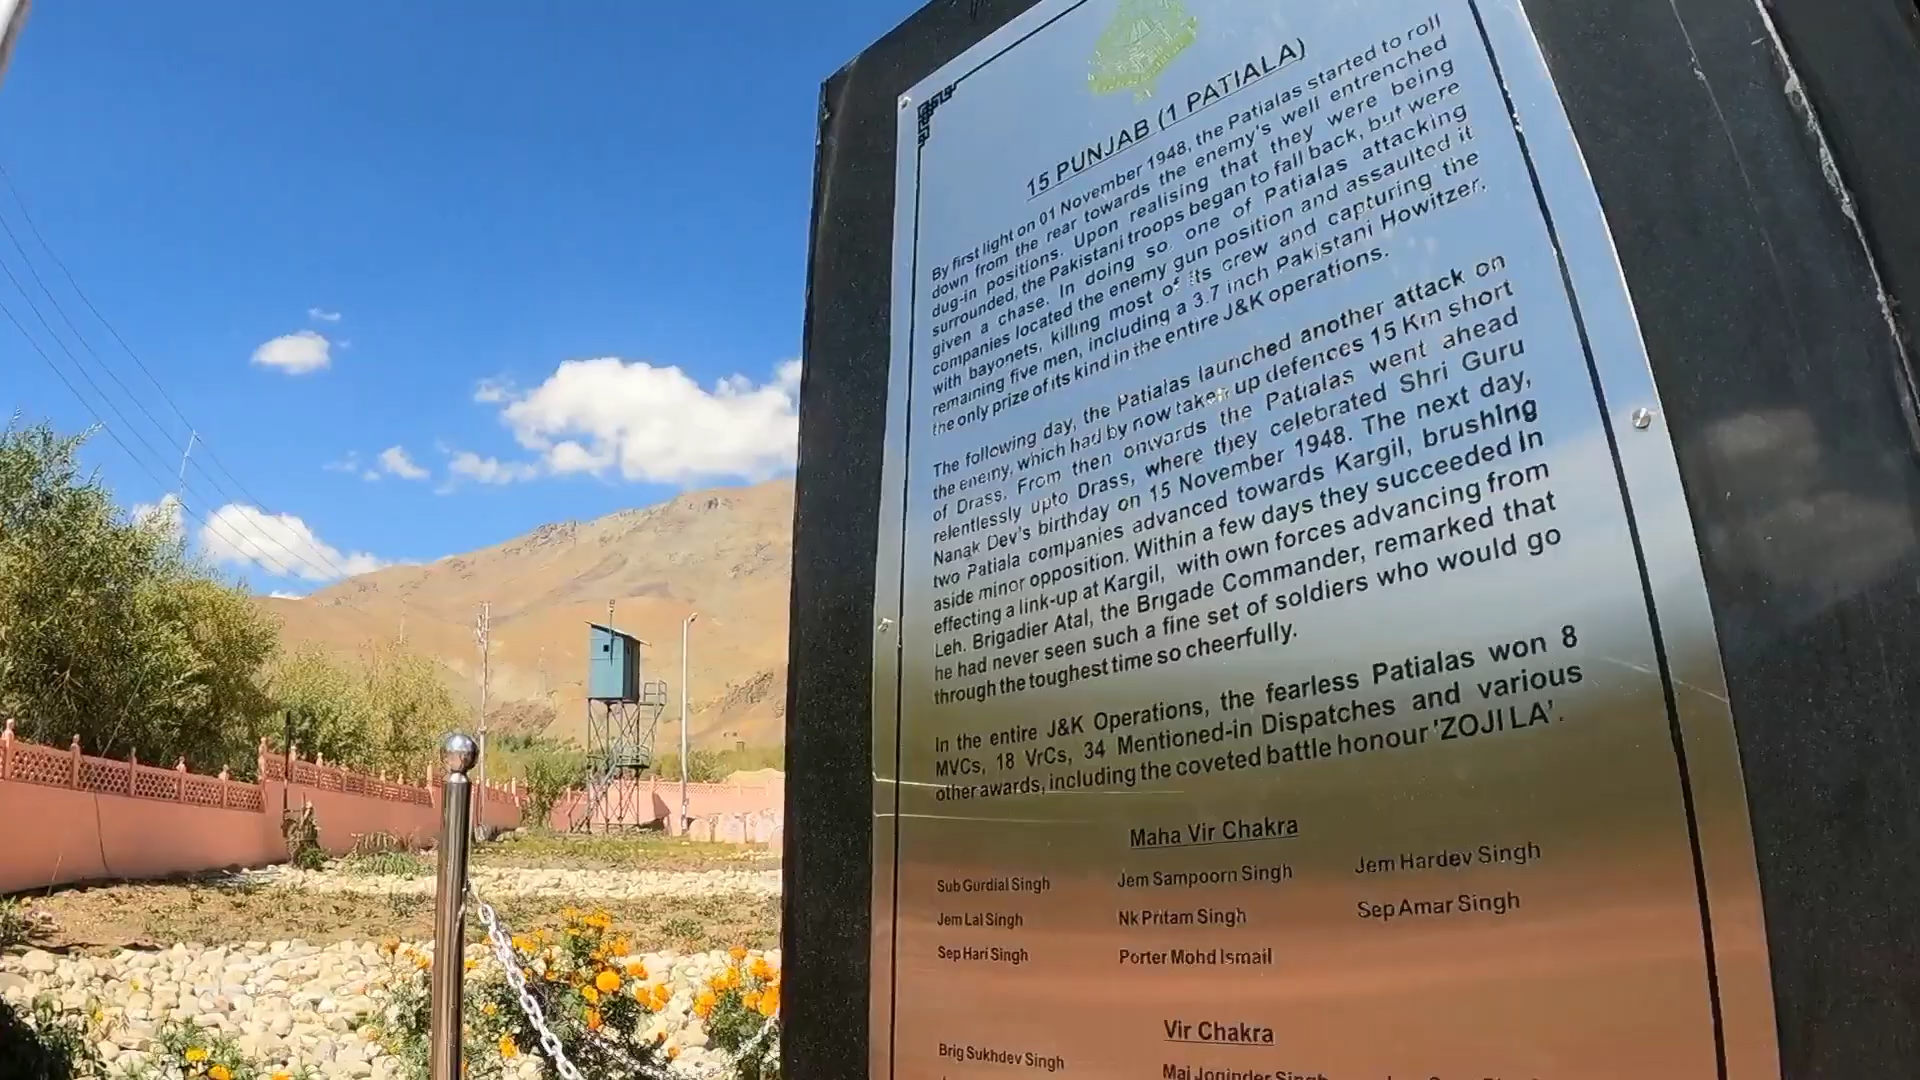 15 PUNJAB (1 PATIALA)
By first light on 01 November 1948, the Patialas started to roll
down from the rear towards the enemy's well entrenched
dug-in positions. Upon realising that they were being
surrounded, the Pakistani troops began to fall back, but were
given a chase. In doing so, one of Patialas attacking
companies located the enemy gun position and assaulted it
with bayonets, killing most of its crew and capturing the
remaining five men, including a 3.7 inch Pakistani Howitzer,
the only prize of its kind in the entire J&K operations.
The following day, the Patialas launched another attack on
the enemy, which had by now taken up defences 15 Km short
of Drass. From then onwards the Patialas went ahead
relentlessly upto Drass, where they celebrated Shri Guru
Nanak Dev's birthday on 15 November 1948. The next day,
two Patiala companies advanced towards Kargil, brushing
aside minor opposition. Within a few days they succeeded in
effecting a link-up at Kargil, with own forces advancing from
Leh. Brigadier Atal, the Brigade Commander, remarked that
he had never seen such a fine set of soldiers who would go
through the toughest time so cheerfully.
In the entire J&K Operations, the fearless Patialas won 8
MVCs, 18 VrCs, 34 Mentioned-in Dispatches and various
other awards, including the coveted battle honour 'ZOJI LA'.
Maha Vir Chakra
Sub Gurdial Singh Jem Sampoorn Singh Jem Hardev Singh
Jem Lal Singh Nk Pritam Singh Sep Amar Singh
Sep Hari Singh Porter Mohd Ismail
Vir Chakra
Brig Sukhdev Singh Maj Joginder Singh